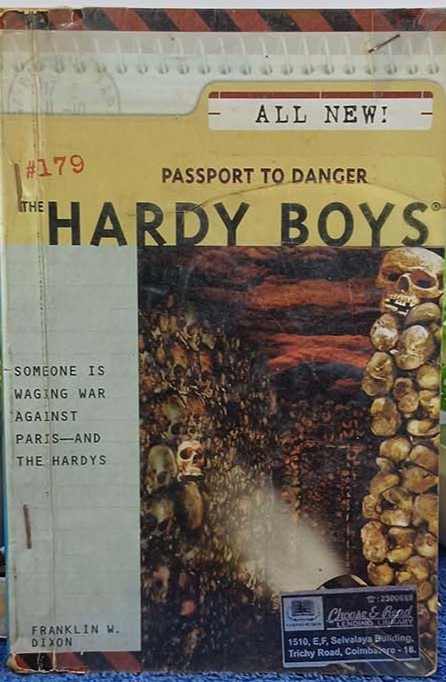 ALL NEW!
#179
PASSPORT TO DANGER
THE HARDY BOYS®
SOMEONE IS
WAGING WAR
AGAINST
PARIS—AND
THE HARDYS
FRANKLIN W.
DIXON
Choose & Read
LENDING LIBRARY
1510, E,F, Selvalaya Building,
Trichy Road, Coimbatore - 18.